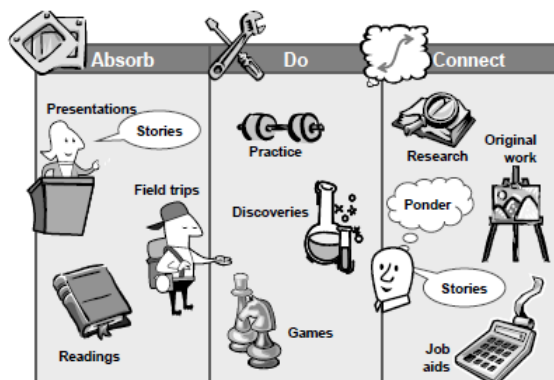 Absorb
Do
Connect
Presentations
Stories
Field trips
Readings
Practice
Discoveries
Games
Research
Original
work
Ponder
Stories
Job
aids